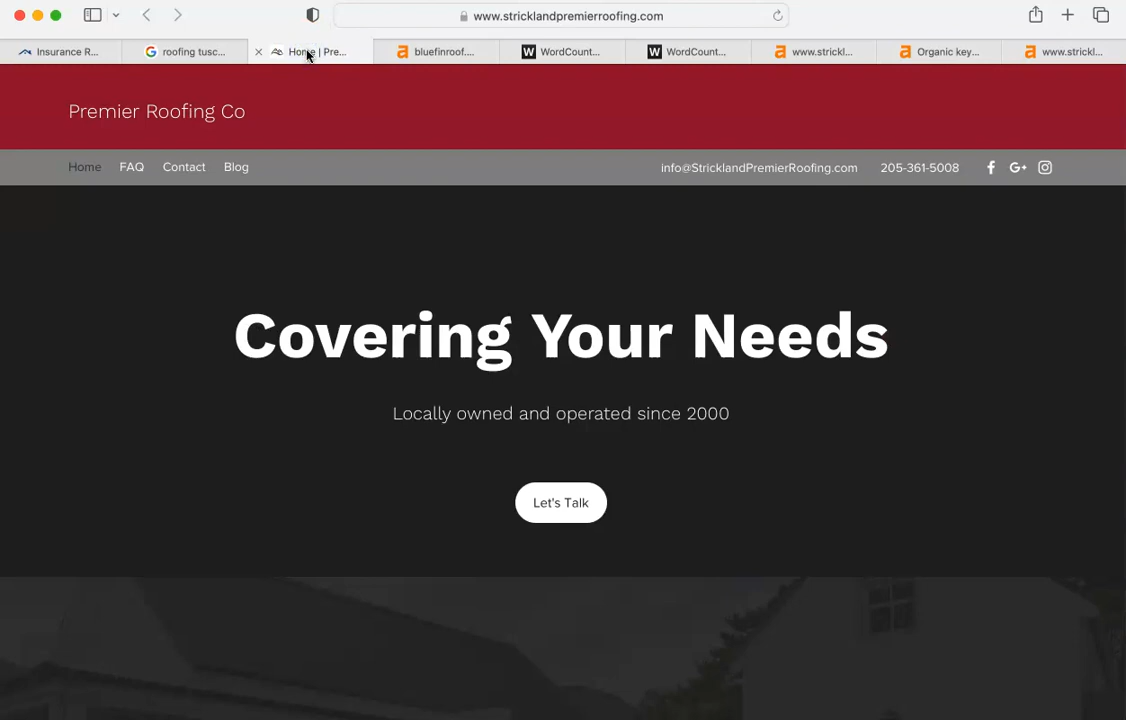 www.stricklandpremierroofing.com
Insurance R...
roofing tusc...
Home | Pre...
bluefinroof....
WordCount...
WordCount...
www.strickl...
Organic key...
www.strickl...
Premier Roofing Co
Home FAQ Contact Blog info@StricklandPremierRoofing.com 205-361-5008
Covering Your Needs
Locally owned and operated since 2000
Let's Talk